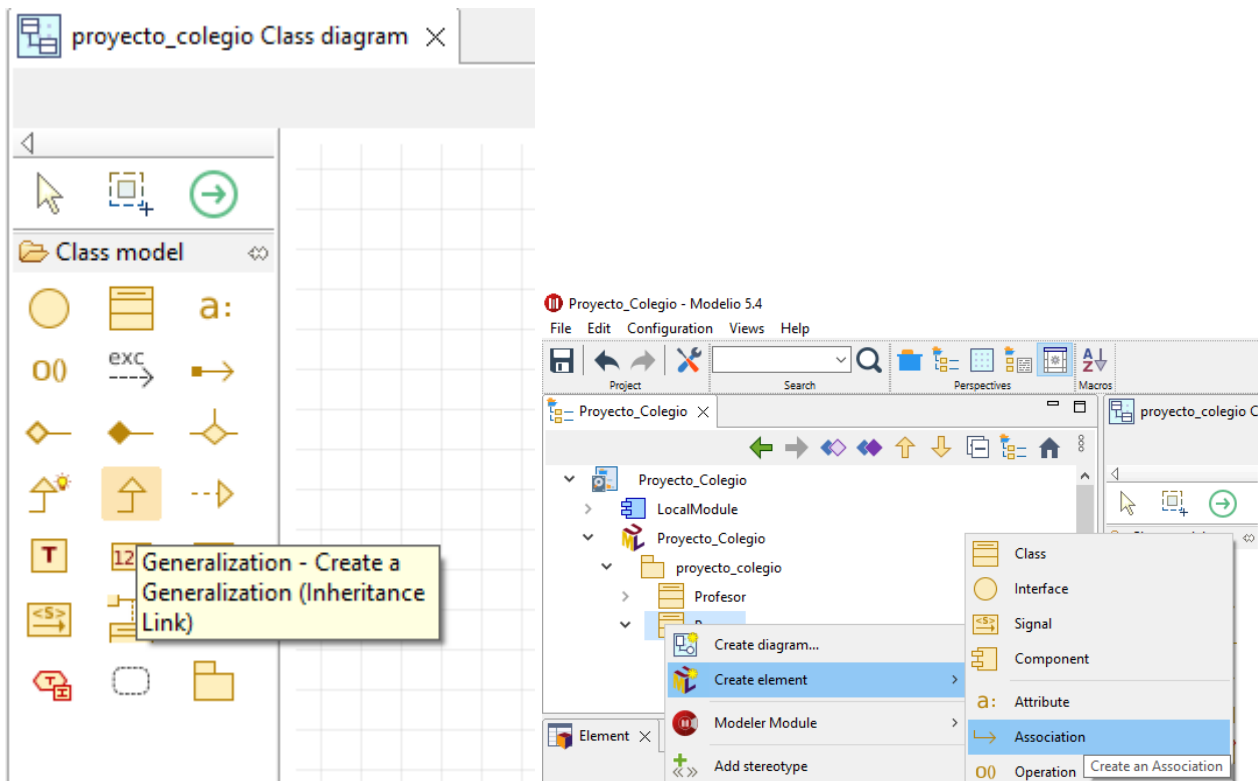 proyecto_colegio Class diagram
Class model
a:
O()
exc
T
12
Generalization - Create a
Generalization (Inheritance
Link)
<S>
T
Proyecto_Colegio - Modelio 5.4
File Edit Configuration Views Help
Project
Search
Perspectives
Macros
Proyecto_Colegio
proyecto_colegio C
Proyecto_Colegio
LocalModule
Proyecto_Colegio
proyecto_colegio
Profesor
Create diagram...
Create element
Modeler Module
Add stereotype
Class
Interface
<S>
Signal
Component
a: Attribute
Association
O() Operation
Create an Association
Element